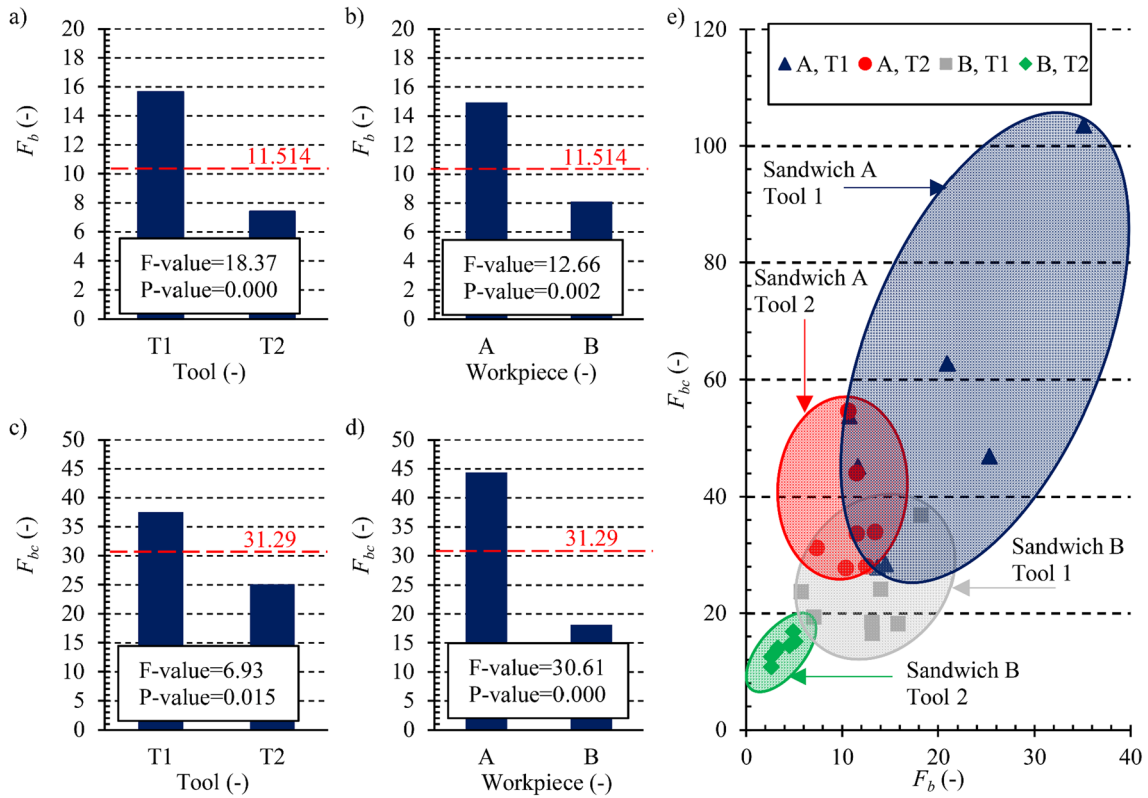 a)
20
18
16
14
12
10
8
6
4
2
0
F_b (-)
11.514
F-value=18.37
P-value=0.000
T1 T2
Tool (-)
b)
20
18
16
14
12
10
8
6
4
2
0
F_b (-)
11.514
F-value=12.66
P-value=0.002
A B
Workpiece (-)
c)
50
45
40
35
30
25
20
15
10
5
0
F_bc (-)
31.29
F-value=6.93
P-value=0.015
T1 T2
Tool (-)
d)
50
45
40
35
30
25
20
15
10
5
0
F_bc (-)
31.29
F-value=30.61
P-value=0.000
A B
Workpiece (-)
e)
120
100
80
60
40
20
0
F_bc (-)
A, T1 A, T2 B, T1 B, T2
Sandwich A
Tool 1
Sandwich A
Tool 2
Sandwich B
Tool 1
Sandwich B
Tool 2
0 10 20 30 40
F_b (-)